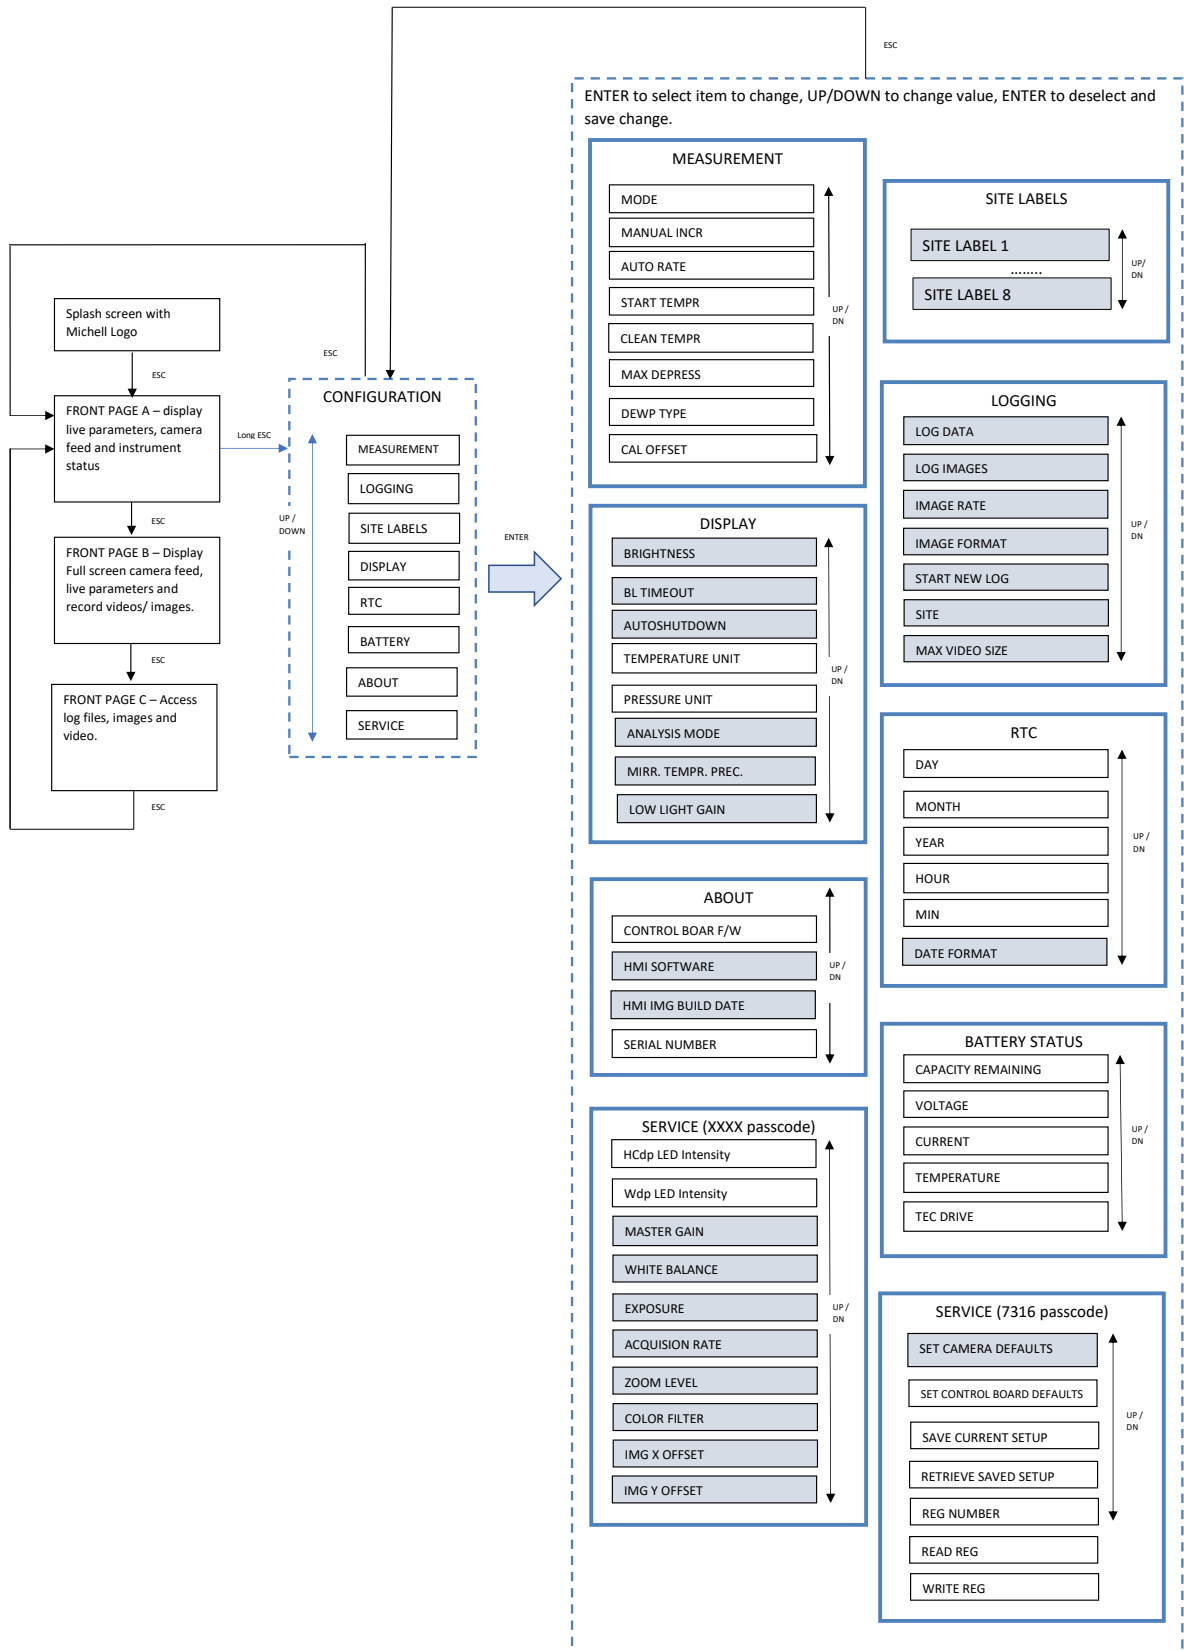 ESC
ENTER to select item to change, UP/DOWN to change value, ENTER to deselect and
save change.
Splash screen with
Michell Logo
ESC
FRONT PAGE A – display
live parameters, camera
feed and instrument
status
Long ESC
ESC
FRONT PAGE B – Display
Full screen camera feed,
live parameters and
record videos/ images.
ESC
FRONT PAGE C – Access
log files, images and
video.
ESC
ESC
CONFIGURATION
UP /
DOWN
MEASUREMENT
LOGGING
SITE LABELS
DISPLAY
RTC
BATTERY
ABOUT
SERVICE
ENTER
MEASUREMENT
MODE
MANUAL INCR
AUTO RATE
START TEMPR
CLEAN TEMPR
MAX DEPRESS
DEWP TYPE
CAL OFFSET
UP /
DN
DISPLAY
BRIGHTNESS
BL TIMEOUT
AUTOSHUTDOWN
TEMPERATURE UNIT
PRESSURE UNIT
ANALYSIS MODE
MIRR. TEMPR. PREC.
LOW LIGHT GAIN
UP /
DN
ABOUT
CONTROL BOAR F/W
HMI SOFTWARE
HMI IMG BUILD DATE
SERIAL NUMBER
UP /
DN
SERVICE (XXXX passcode)
HCdp LED Intensity
Wdp LED Intensity
MASTER GAIN
WHITE BALANCE
EXPOSURE
ACQUISION RATE
ZOOM LEVEL
COLOR FILTER
IMG X OFFSET
IMG Y OFFSET
UP /
DN
SITE LABELS
SITE LABEL 1
........
SITE LABEL 8
UP/
DN
LOGGING
LOG DATA
LOG IMAGES
IMAGE RATE
IMAGE FORMAT
START NEW LOG
SITE
MAX VIDEO SIZE
UP /
DN
RTC
DAY
MONTH
YEAR
HOUR
MIN
DATE FORMAT
UP /
DN
BATTERY STATUS
CAPACITY REMAINING
VOLTAGE
CURRENT
TEMPERATURE
TEC DRIVE
UP /
DN
SERVICE (7316 passcode)
SET CAMERA DEFAULTS
SET CONTROL BOARD DEFAULTS
SAVE CURRENT SETUP
RETRIEVE SAVED SETUP
REG NUMBER
READ REG
WRITE REG
UP /
DN